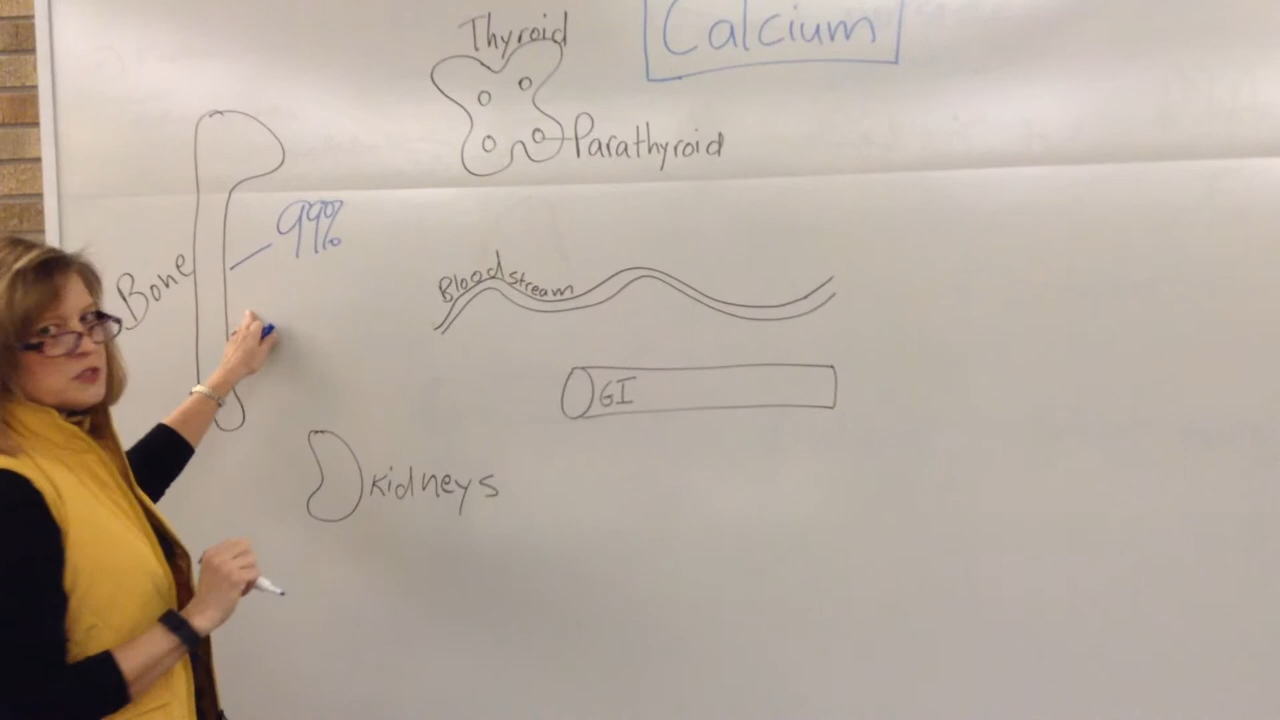 Calcium
Thyroid
Parathyroid
99%
Bone
Bloodstream
GI
kidneys